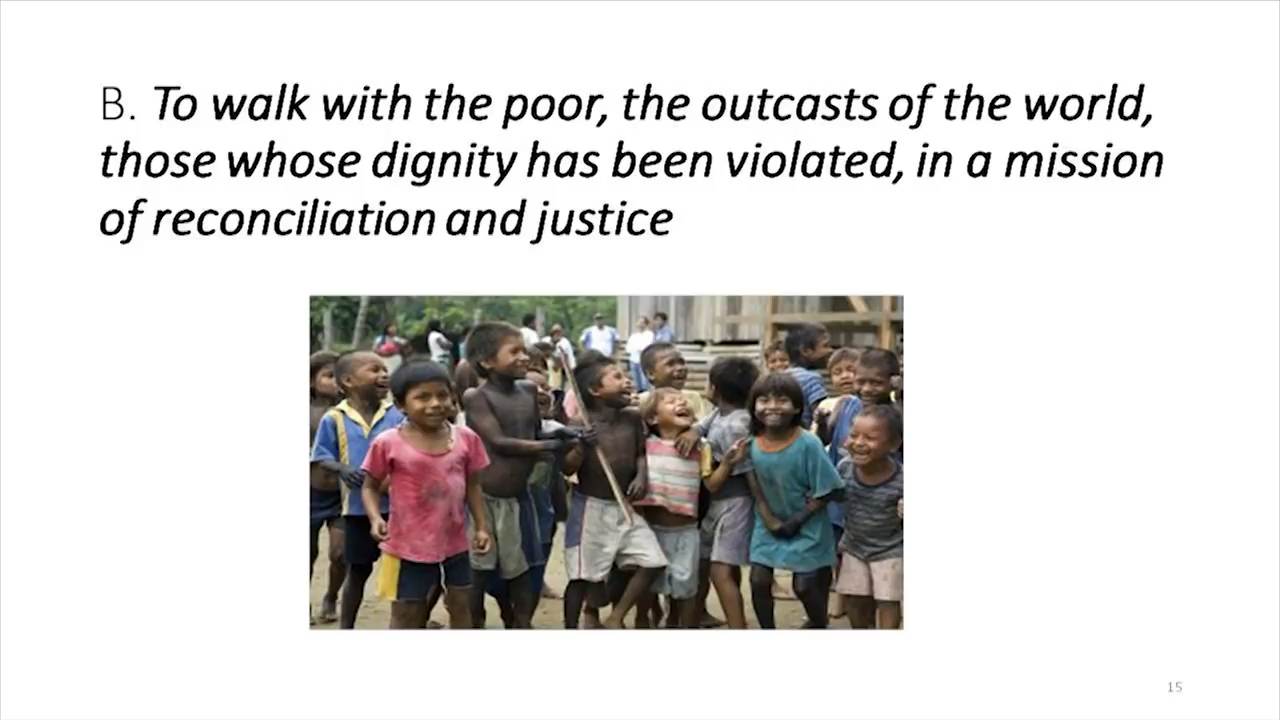 B. To walk with the poor, the outcasts of the world,
those whose dignity has been violated, in a mission
of reconciliation and justice
15